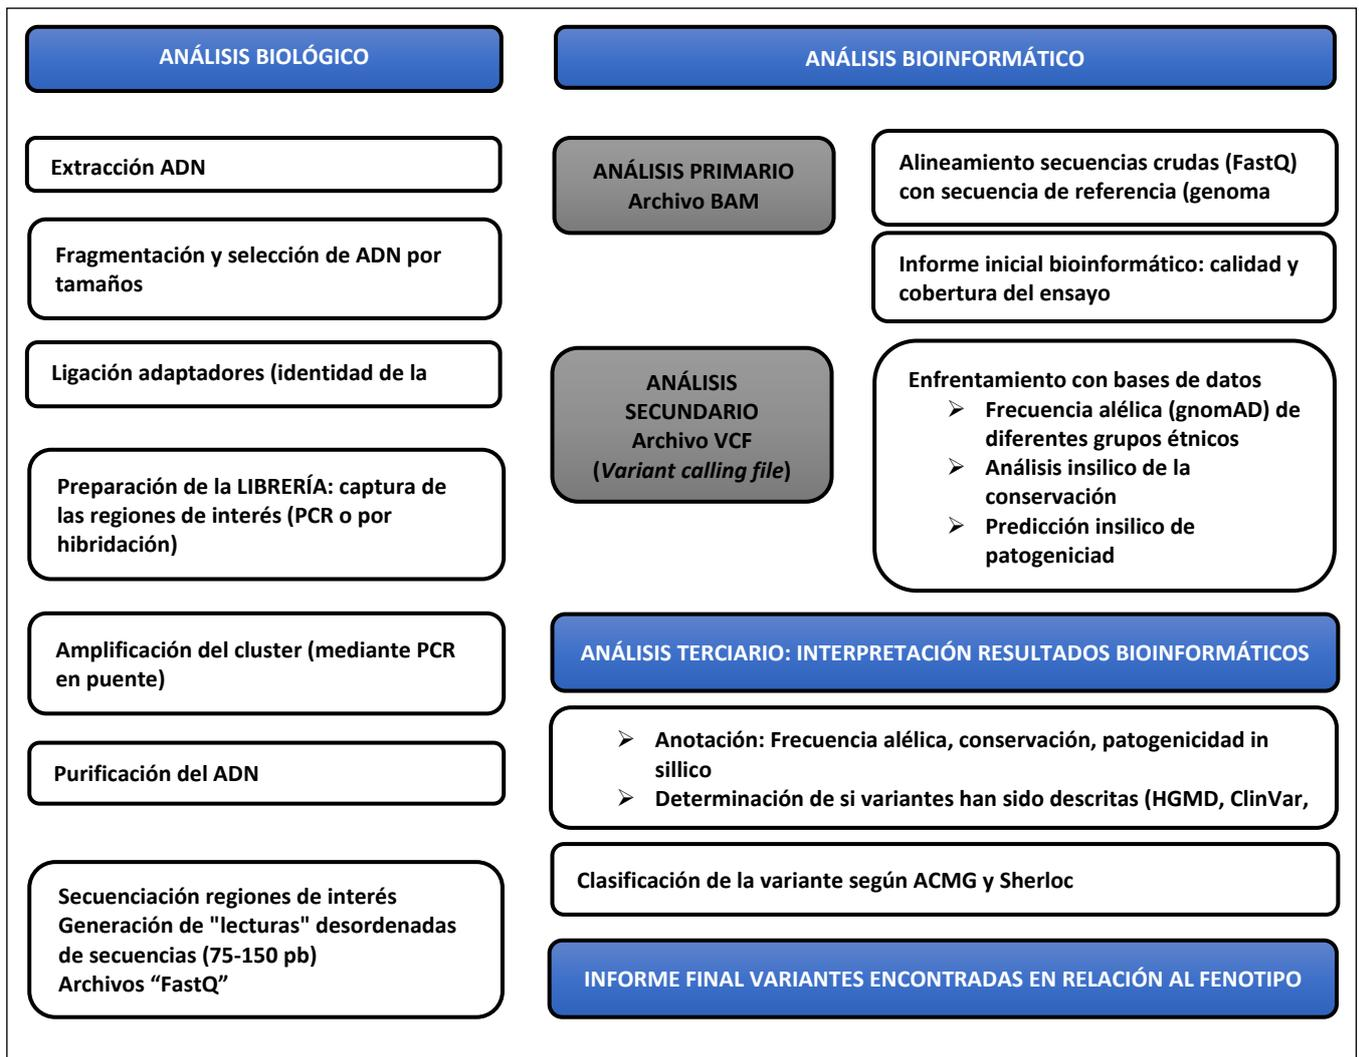 ANÁLISIS BIOLÓGICO
Extracción ADN
Fragmentación y selección de ADN por
tamaños
Ligación adaptadores (identidad de la
Preparación de la LIBRERÍA: captura de
las regiones de interés (PCR o por
hibridación)
Amplificación del cluster (mediante PCR
en puente)
Purificación del ADN
Secuenciación regiones de interés
Generación de "lecturas" desordenadas
de secuencias (75-150 pb)
Archivos “FastQ”
ANÁLISIS BIOINFORMÁTICO
ANÁLISIS PRIMARIO
Archivo BAM
Alineamiento secuencias crudas (FastQ)
con secuencia de referencia (genoma
Informe inicial bioinformático: calidad y
cobertura del ensayo
ANÁLISIS
SECUNDARIO
Archivo VCF
(Variant calling file)
Enfrentamiento con bases de datos
➢ Frecuencia alélica (gnomAD) de
diferentes grupos étnicos
➢ Análisis insilico de la
conservación
➢ Predicción insilico de
patogeniciad
ANÁLISIS TERCIARIO: INTERPRETACIÓN RESULTADOS BIOINFORMÁTICOS
➢ Anotación: Frecuencia alélica, conservación, patogenicidad in
sillico
➢ Determinación de si variantes han sido descritas (HGMD, ClinVar,
Clasificación de la variante según ACMG y Sherloc
INFORME FINAL VARIANTES ENCONTRADAS EN RELACIÓN AL FENOTIPO